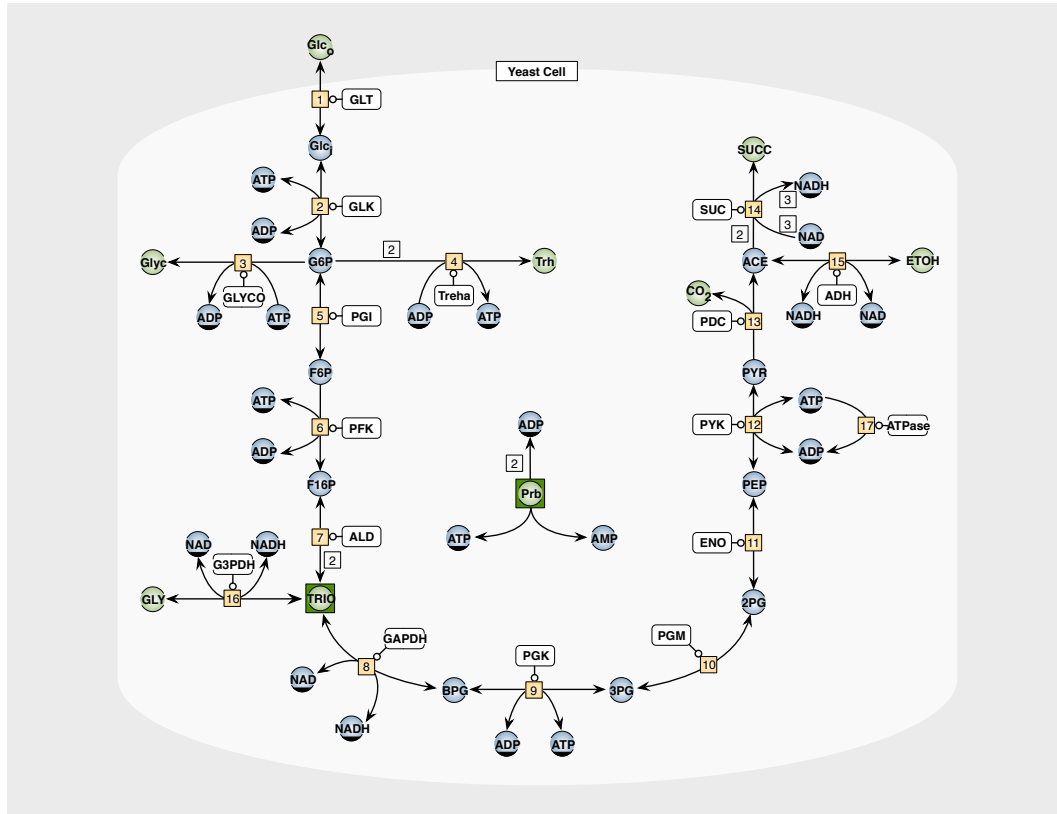 Glco
Yeast Cell
1
GLT
Glci
SUCC
ATP
NADH
3
2
GLK
SUC
14
3
ADP
2
NAD
2
Glyc
3
G6P
4
Trh
ACE
15
ETOH
GLYCO
Treha
CO2
ADH
ADP
ATP
5
PGI
ADP
ATP
PDC
13
NADH
NAD
F6P
PYR
ATP
ATP
ADP
6
PFK
PYK
12
17
ATPase
ADP
ADP
2
F16P
PEP
Prb
NAD
NADH
7
ALD
ATP
AMP
ENO
11
G3PDH
2
GLY
16
TRIO
2PG
GAPDH
PGM
8
PGK
10
NAD
BPG
9
3PG
NADH
ADP
ATP